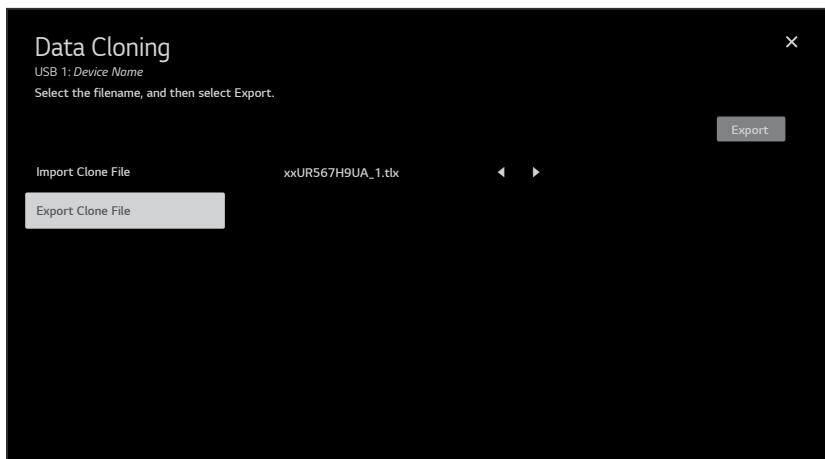 Data Cloning
USB 1: Device Name
Select the filename, and then select Export.
Export
Import Clone File xxUR567H9UA_1.tlx
Export Clone File